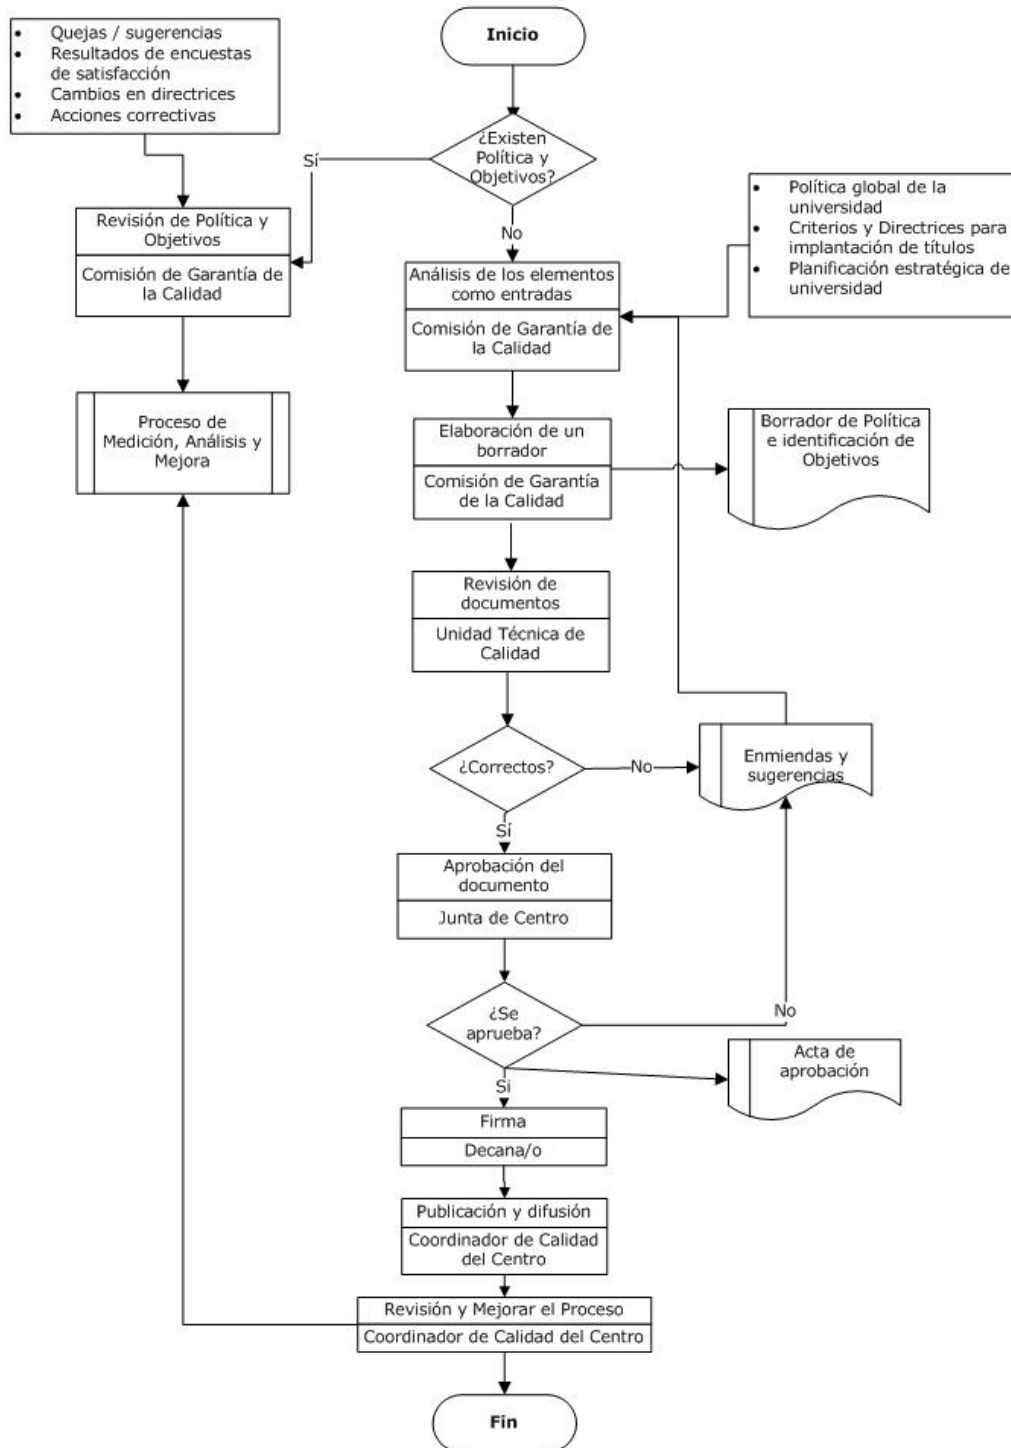 Inicio
• Quejas / sugerencias
• Resultados de encuestas
de satisfacción
• Cambios en directrices
• Acciones correctivas
¿Existen
Política y
Objetivos?
Sí
No
• Política global de la
universidad
• Criterios y Directrices para
implantación de títulos
• Planificación estratégica de
universidad
Revisión de Política y
Objetivos
Comisión de Garantía de
la Calidad
Análisis de los elementos
como entradas
Comisión de Garantía de
la Calidad
Proceso de
Medición, Análisis y
Mejora
Elaboración de un
borrador
Comisión de Garantía
de la Calidad
Borrador de Política
e identificación de
Objetivos
Revisión de
documentos
Unidad Técnica de
Calidad
¿Correctos?
No
Enmiendas y
sugerencias
Sí
Aprobación del
documento
Junta de Centro
¿Se
aprueba?
No
Acta de
aprobación
Si
Firma
Decana/o
Publicación y difusión
Coordinador de Calidad
del Centro
Revisión y Mejorar el Proceso
Coordinador de Calidad del Centro
Fin